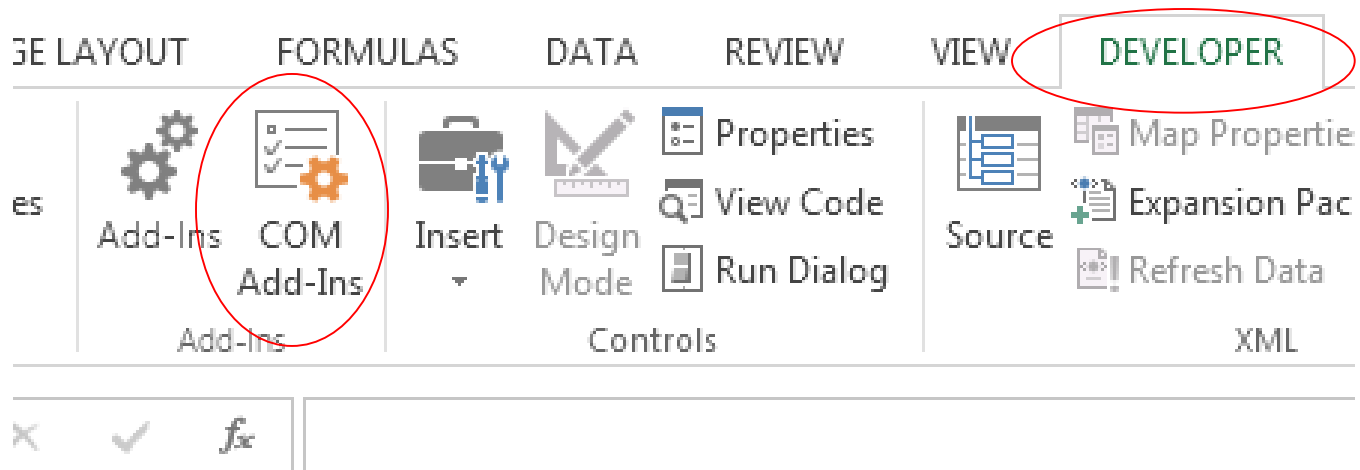 GE LAYOUT FORMULAS DATA REVIEW VIEW DEVELOPER
es
Add-Ins
COM
Add-Ins
Add-Ins
Insert
Design
Mode
Properties
View Code
Run Dialog
Controls
Source
Map Propertie
Expansion Pac
Refresh Data
XML
fx